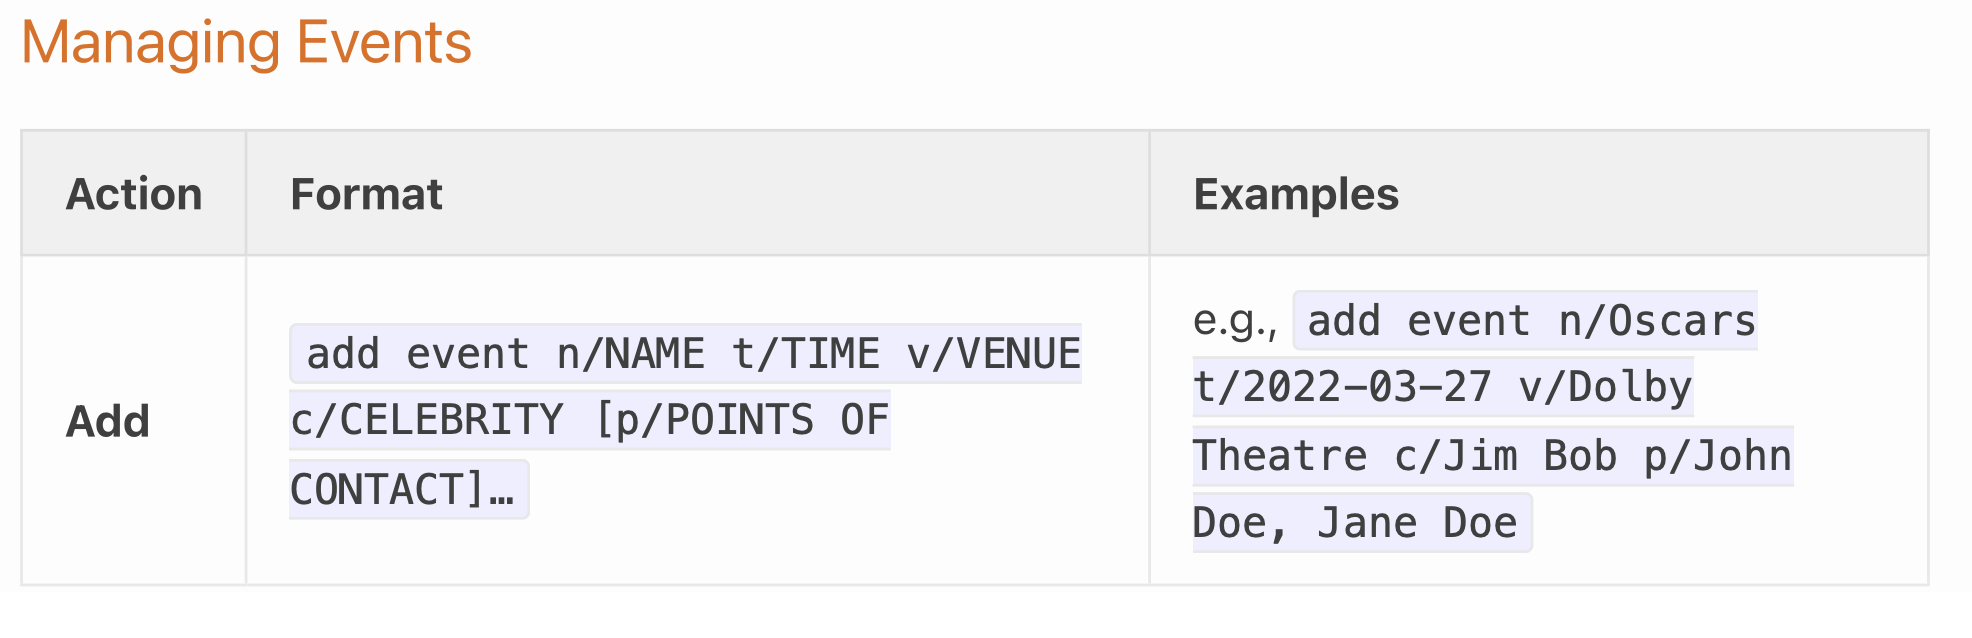 Managing Events
Action Format Examples
Add
add event n/NAME t/TIME v/VENUE
c/CELEBRITY [p/POINTS OF
CONTACT]…
e.g., add event n/Oscars
t/2022-03-27 v/Dolby
Theatre c/Jim Bob p/John
Doe, Jane Doe